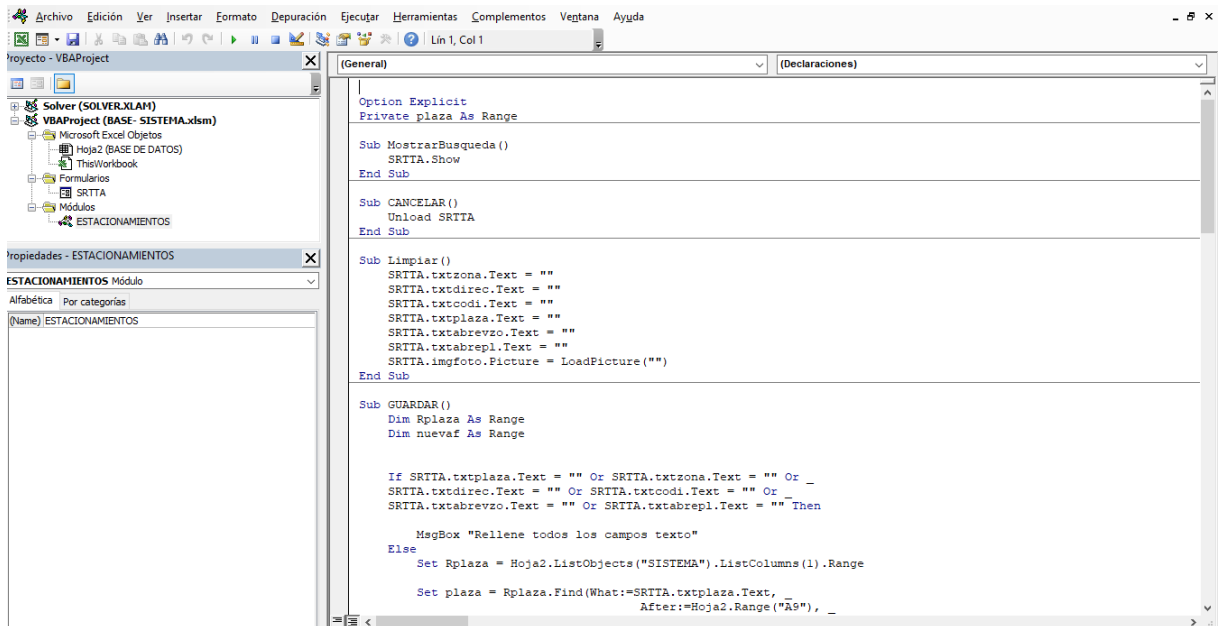 Archivo Edición Ver Insertar Formato Depuración Ejecutar Herramientas Complementos Ventana Ayuda
Lín 1, Col 1
Proyecto - VBAProject
Solver (SOLVER.XLAM)
VBAProject (BASE- SISTEMA.xlsm)
Microsoft Excel Objetos
Hoja2 (BASE DE DATOS)
ThisWorkbook
Formularios
SRTTA
Módulos
ESTACIONAMIENTOS
Propiedades - ESTACIONAMIENTOS
ESTACIONAMIENTOS Módulo
Alfabética Por categorías
(Name) ESTACIONAMIENTOS
(General) (Declaraciones)
Option Explicit
Private plaza As Range
Sub MostrarBusqueda()
SRTTA.Show
End Sub
Sub CANCELAR()
Unload SRTTA
End Sub
Sub Limpiar()
SRTTA.txtzona.Text = ""
SRTTA.txtdirec.Text = ""
SRTTA.txtcodi.Text = ""
SRTTA.txtplaza.Text = ""
SRTTA.txtabrevzo.Text = ""
SRTTA.txtabrepl.Text = ""
SRTTA.imgfoto.Picture = LoadPicture("")
End Sub
Sub GUARDAR()
Dim Rplaza As Range
Dim nuevaf As Range
If SRTTA.txtplaza.Text = "" Or SRTTA.txtzona.Text = "" Or _
SRTTA.txtdirec.Text = "" Or SRTTA.txtcodi.Text = "" Or _
SRTTA.txtabrevzo.Text = "" Or SRTTA.txtabrepl.Text = "" Then
MsgBox "Rellene todos los campos texto"
Else
Set Rplaza = Hoja2.ListObjects("SISTEMA").ListColumns(1).Range
Set plaza = Rplaza.Find(What:=SRTTA.txtplaza.Text, _
After:=Hoja2.Range("A9"), _